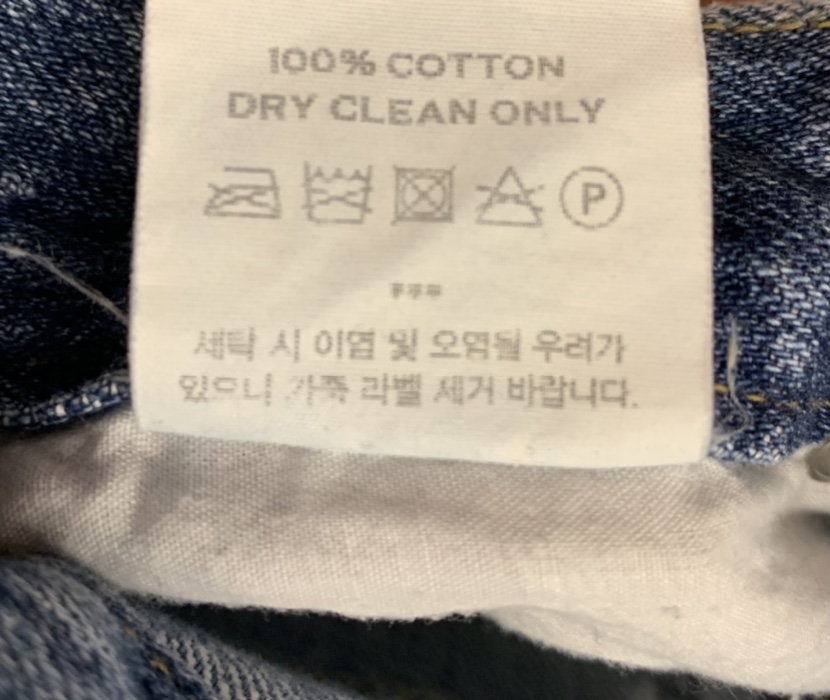 100% COTTON
DRY CLEAN ONLY
P
세탁 시 이염 및 오염될 우려가
있으니 가죽 라벨 제거 바랍니다.